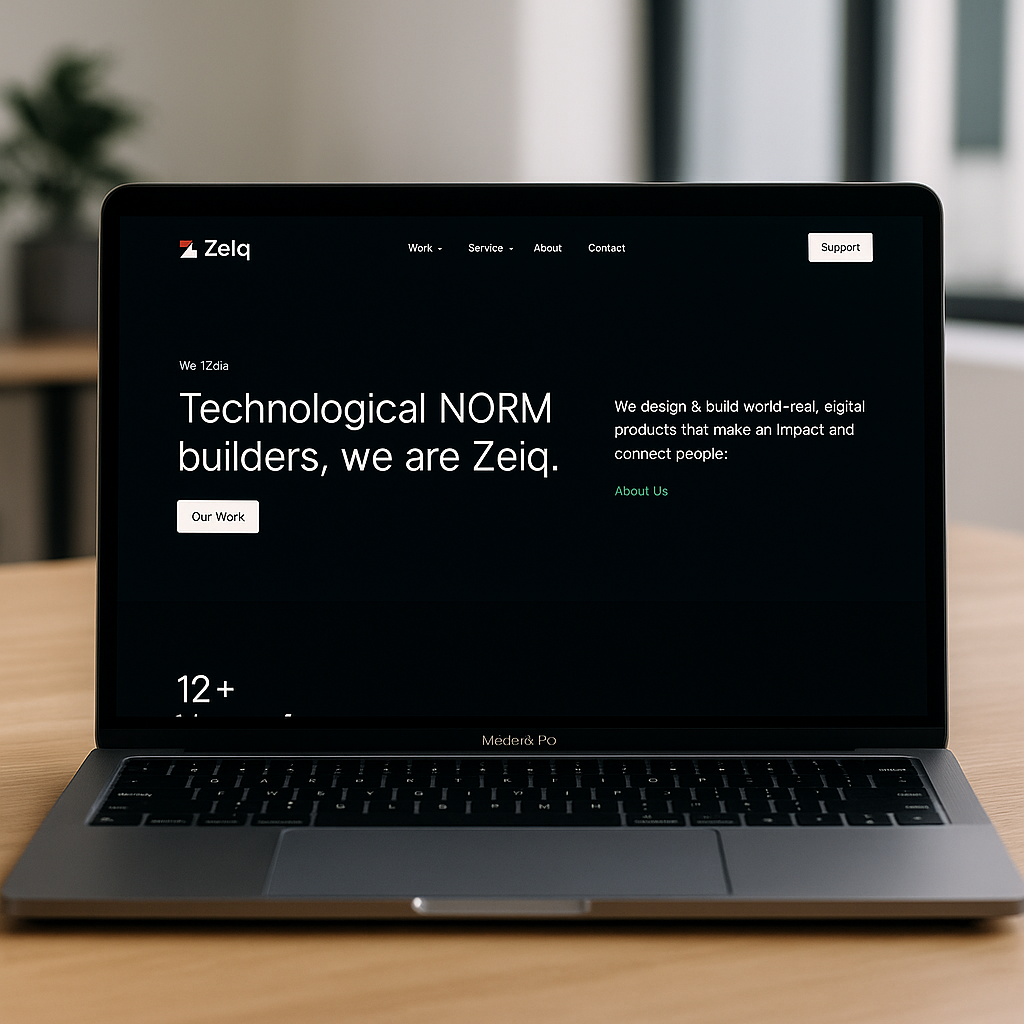 Zelq
Work
Service
About
Contact
Support
We 1Zdia
Technological NORM
builders, we are Zeiq.
Our Work
We design & build world-real, eigital
products that make an Impact and
connect people:
About Us
12+
Méder& Po